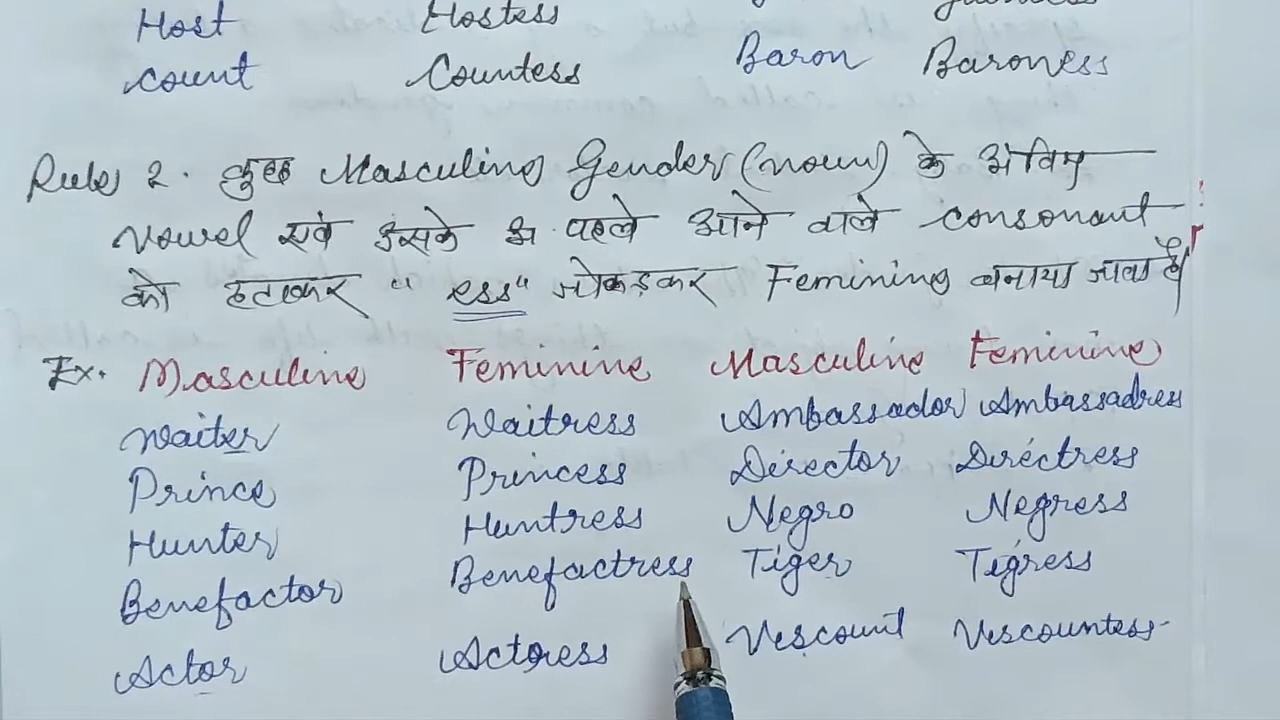 Host Hostess
Count Countess Baron Baroness
Rule 2. कुछ Masculine Gender (noun) के अंतिम
Vowel एवं उसके पहले आने वाले consonant
को हटाकर "ess" जोड़कर Feminine बनाया जाता है।
Ex. Masculine Feminine Masculine Feminine
Waiter Waitress Ambassador Ambassadress
Prince Princess Director Directress
Hunter Huntress Negro Negress
Benefactor Benefactress Tiger Tigress
Actor Actress Viscount Viscountess